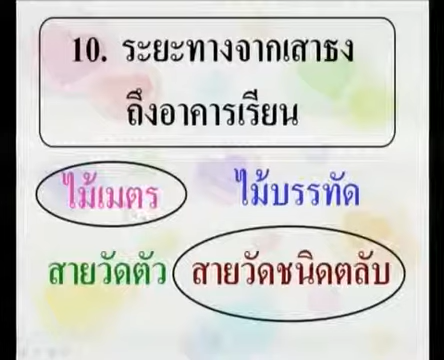 10. ระยะทางจากเสาธง
ถึงอาคารเรียน
ไม้เมตร ไม้บรรทัด
สายวัดตัว สายวัดชนิดตลับ